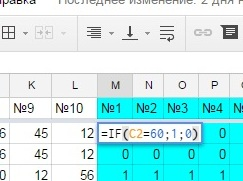 равка Последнее изменение: 2 дня н
K L M N O P
№9 №10 №1 №2 №3 №4
6 45 12 =IF(C2=60;1;0) 0
6 45 12 0 0 0 0
0 12 56 1 1 1 1